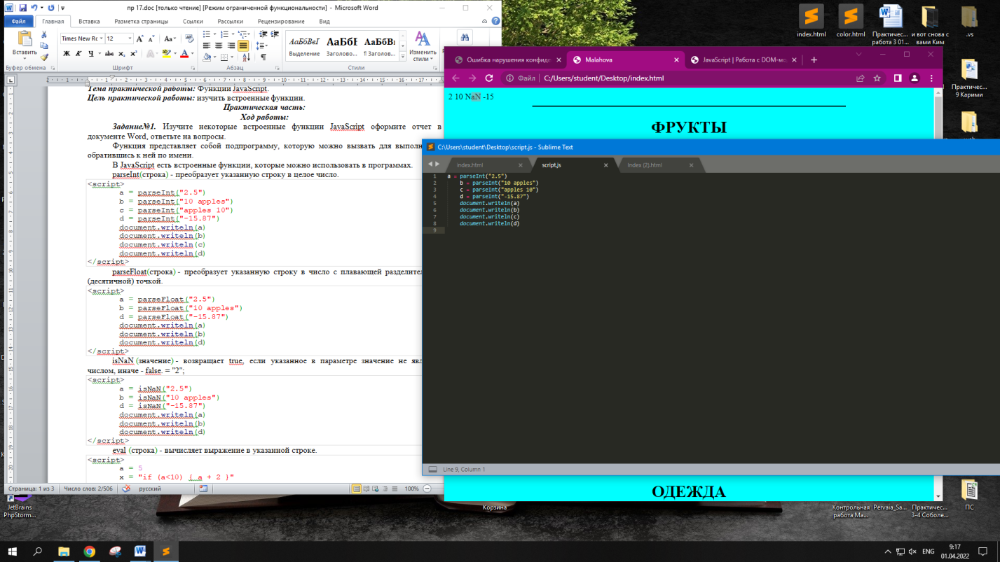 пр 17.doc [только чтение] [Режим ограниченной функциональности] - Microsoft Word
Файл Главная Вставка Разметка страницы Ссылки Рассылки Рецензирование Вид
Вставить
Times New Ro 12
Ж К Ч abc x₂ x²
АаБбВвГ АаБбВ АаБбВ
Выделение Заголово... ¶ Заголов...
Изменить стили
Буфер обмена Шрифт Абзац Стили
Тема практической работы: Функции JavaScript.
Цель практической работы: изучить встроенные функции.
Практическая часть:
Ход работы:
Задание№1. Изучите некоторые встроенные функции JavaScript оформите отчет в
документе Word, ответьте на вопросы.
Функция представляет собой подпрограмму, которую можно вызвать для выполн
обратившись к ней по имени.
В JavaScript есть встроенные функции, которые можно использовать в программах.
parseInt(строка) - преобразует указанную строку в целое число.
<script>
a = parseInt("2.5")
b = parseInt("10 apples")
c = parseInt("apples 10")
d = parseInt("-15.87")
document.writeln(a)
document.writeln(b)
document.writeln(c)
document.writeln(d)
</script>
parseFloat(строка) - преобразует указанную строку в число с плавающей разделител
(десятичной) точкой.
<script>
a = parseFloat("2.5")
b = parseFloat("10 apples")
d = parseFloat("-15.87")
document.writeln(a)
document.writeln(b)
document.writeln(d)
</script>
isNaN (значение) - возвращает true, если указанное в параметре значение не явл
числом, иначе - false. = "2";
<script>
a = isNaN("2.5")
b = isNaN("10 apples")
d = isNaN("-15.87")
document.writeln(a)
document.writeln(b)
document.writeln(d)
</script>
eval (строка) - вычисляет выражение в указанной строке.
<script>
a = 5
x = "if (a<10) { a + 2 }"
Страница: 1 из 3 Число слов: 2/506 русский 100%
index.html
color.html
Практичес...
работа 3 01...
и вот снова с
вами Ким
.vs
Практичес...
9 Карими
Ошибка нарушения конфиде
Malahova
JavaScript | Работа с DOM-мо
Файл C:/Users/student/Desktop/index.html
2 10 NaN -15
ФРУКТЫ
C:\Users\student\Desktop\script.js - Sublime Text
index.html script.js index (2).html
1 a = parseInt("2.5")
2 b = parseInt("10 apples")
3 c = parseInt("apples 10")
4 d = parseInt("-15.87")
5 document.writeln(a)
6 document.writeln(b)
7 document.writeln(c)
8 document.writeln(d)
9
Line 9, Column 1
ОДЕЖДА
JetBrains
PhpStorm...
Корзина
Контрольная
работа Ма...
Pervaia_Sa...
Практичес...
3-4 Соболе...
ПС
ENG
9:17
01.04.2022